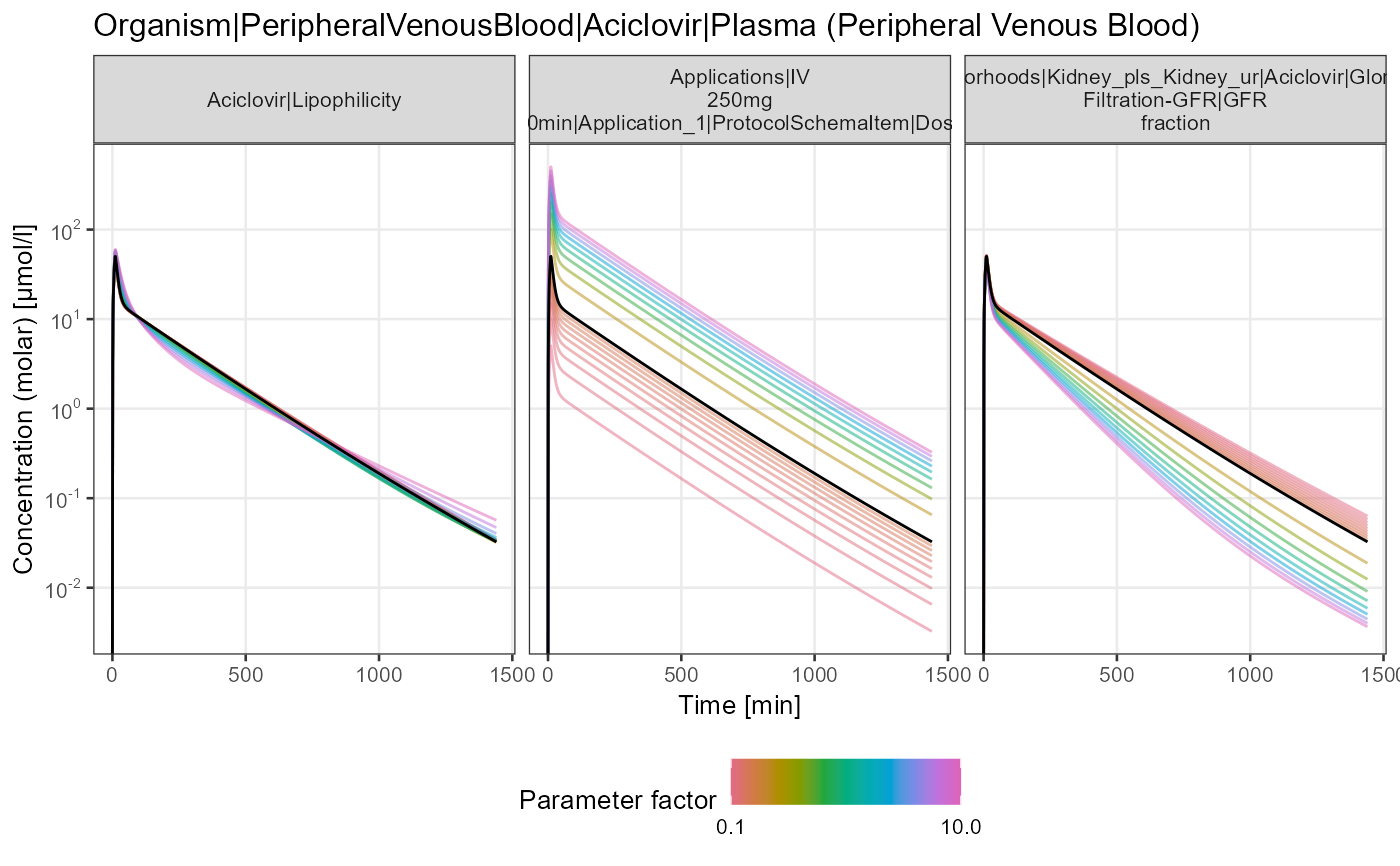 Organism|PeripheralVenousBlood|Aciclovir|Plasma (Peripheral Venous Blood)
Aciclovir|Lipophilicity
Applications|IV
250mg
0min|Application_1|ProtocolSchemaItem|Dos
orhoods|Kidney_pls_Kidney_ur|Aciclovir|Glor
Filtration-GFR|GFR
fraction
Concentration (molar) [µmol/l]
10²
10¹
10⁰
10⁻¹
10⁻²
0 500 1000 1500
0 500 1000 1500
0 500 1000 1500
Time [min]
Parameter factor
0.1 10.0